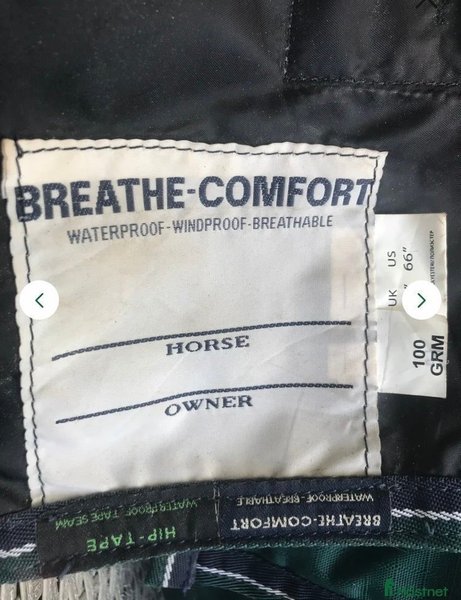 BREATHE-COMFORT
WATERPROOF-WINDPROOF-BREATHABLE
HORSE
OWNER
UK US
66"
100
GRM
BREATHE-COMFORT
WATERPROOF-BREATHABLE
HIP-TAPE
WATERPROOF TAPE SEAM